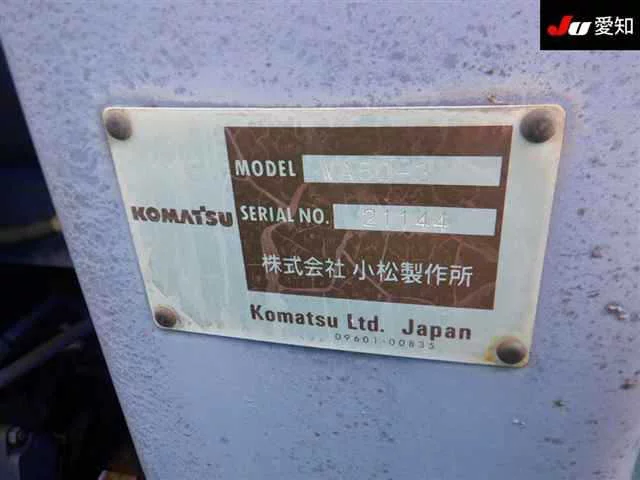 JU 愛知
MODEL WA50-3
KOMATSU
SERIAL NO. 21144
株式会社 小松製作所
Komatsu Ltd. Japan
09601-00835